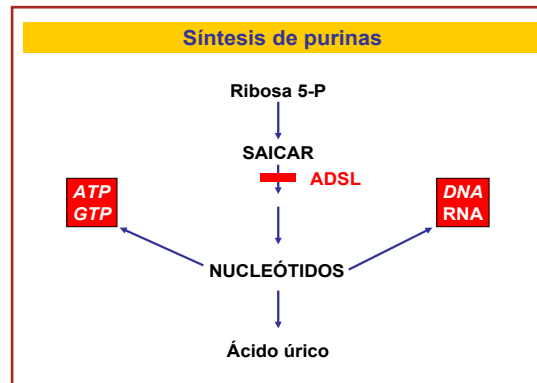 Síntesis de purinas
Ribosa 5-P
SAICAR
ADSL
ATP
GTP
DNA
RNA
NUCLEÓTIDOS
Ácido úrico